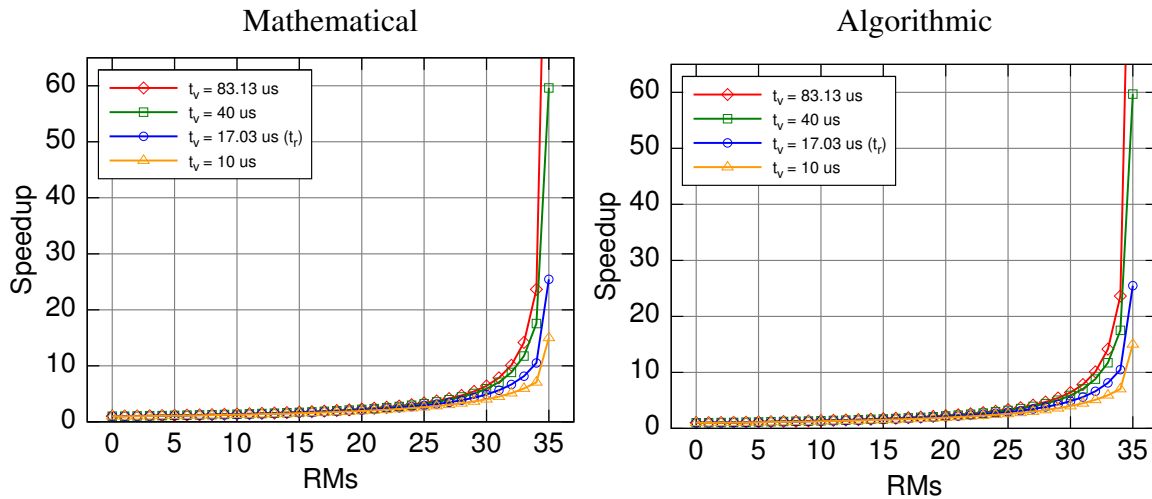 Mathematical
Speedup
60
50
40
30
20
10
0
t_v = 83.13 us
t_v = 40 us
t_v = 17.03 us (t_r)
t_v = 10 us
0 5 10 15 20 25 30 35
RMs
Algorithmic
Speedup
60
50
40
30
20
10
0
t_v = 83.13 us
t_v = 40 us
t_v = 17.03 us (t_r)
t_v = 10 us
0 5 10 15 20 25 30 35
RMs